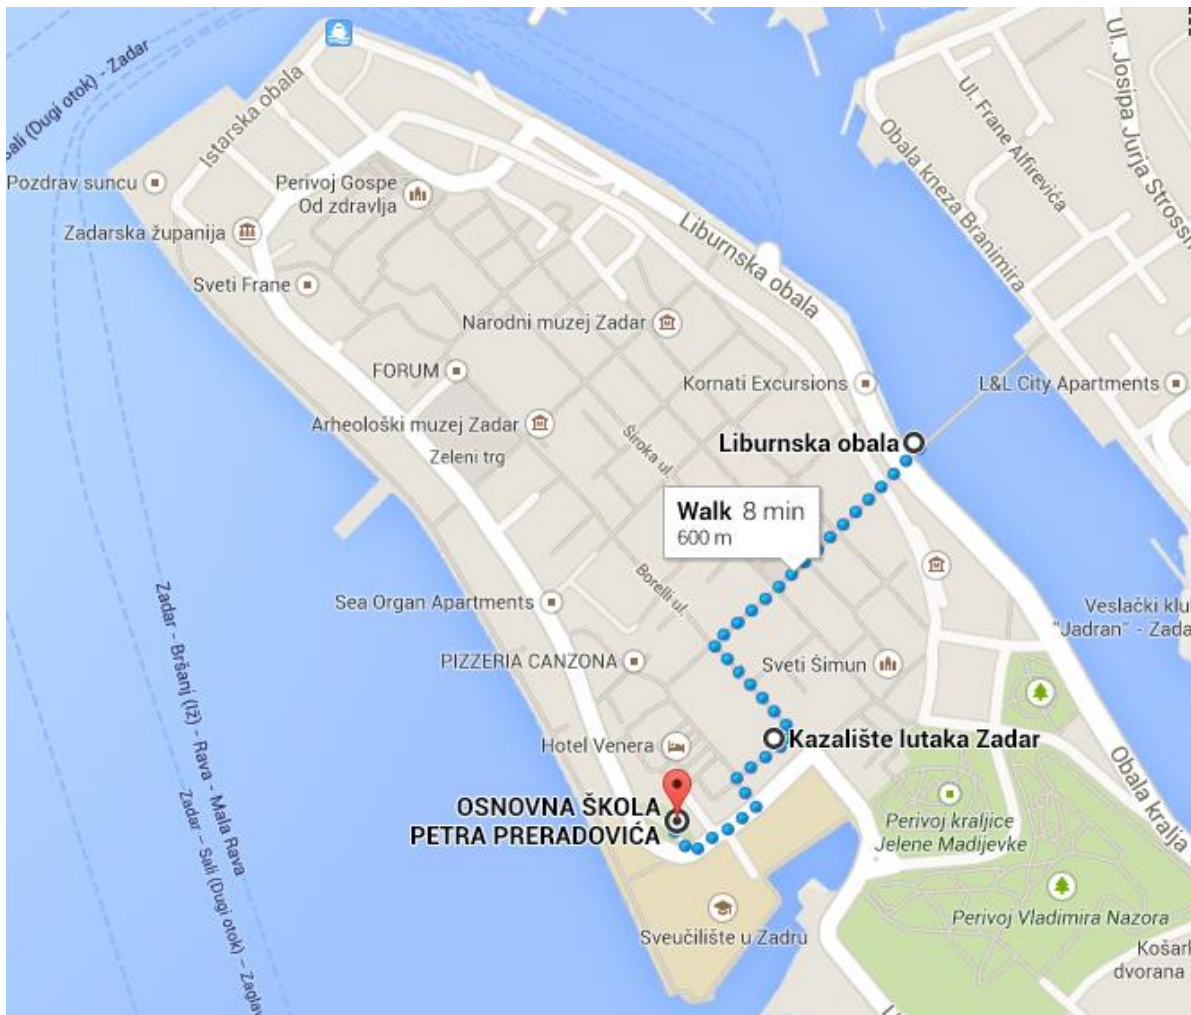 Sali (Dugi otok) - Zadar
Istarska obala
Pozdrav suncu
Perivoj Gospe
Od zdravlja
Zadarska županija
Sveti Frane
Liburnska obala
Ul. Josipa Jurja Strossm
Ul. Frane Alfirevića
Obala kneza Branimira
Narodni muzej Zadar
FORUM
Kornati Excursions
L&L City Apartments
Arheološki muzej Zadar
Zeleni trg
Široka ul.
Liburnska obala
Walk 8 min
600 m
Borelli ul.
Sea Organ Apartments
Veslački klu
"Jadran" - Zada
PIZZERIA CANZONA
Sveti Šimun
Zadar - Bršanj (Iž) - Rava - Mala Rava
Zadar - Sali (Dugi otok) - Zaglav
Hotel Venera
Kazalište lutaka Zadar
Obala kralja
OSNOVNA ŠKOLA
PETRA PRERADOVIĆA
Perivoj kraljice
Jelene Madijevke
Perivoj Vladimira Nazora
Sveučilište u Zadru
Košark
dvorana